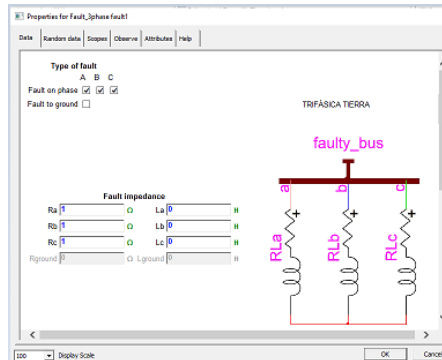 Properties for Fault_3phase fault1
Data Random data Scopes Observe Attributes Help
Type of fault
A B C
Fault on phase
Fault to ground
TRIFÁSICA TIERRA
faulty_bus
a b c
Fault impedance
Ra 1 Ω La 0 H
Rb 1 Ω Lb 0 H
Rc 1 Ω Lc 0 H
Rground 0 Ω Lground 0 H
RLa RLb RLc
+ + +
100 Display Scale OK Cancel